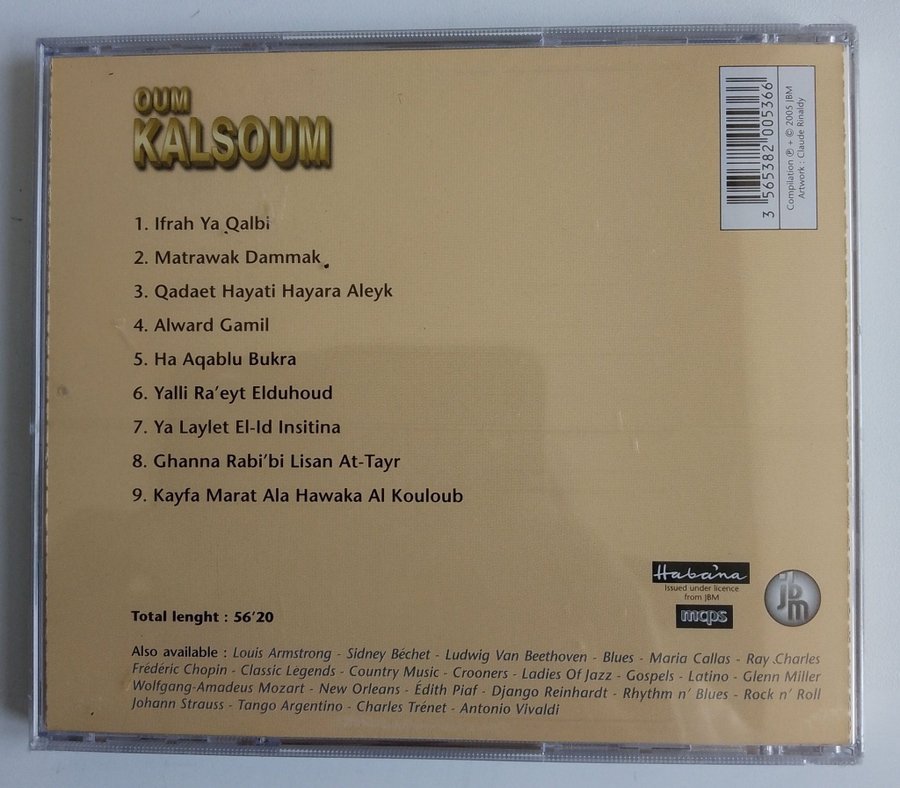 OUM
KALSOUM
3 565382 005366
Compilation ℗ + © 2005 JBM
Artwork : Claude Rinaldy
1. Ifrah Ya Qalbi
2. Matrawak Dammak
3. Qadaet Hayati Hayara Aleyk
4. Alward Gamil
5. Ha Aqablu Bukra
6. Yalli Ra'eyt Elduhoud
7. Ya Laylet El-Id Insitina
8. Ghanna Rabi'bi Lisan At-Tayr
9. Kayfa Marat Ala Hawaka Al Kouloub
Habana
Issued under licence
from JBM
mcps
jbm
Total lenght : 56'20
Also available : Louis Armstrong - Sidney Béchet - Ludwig Van Beethoven - Blues - Maria Callas - Ray Charles
Frédéric Chopin - Classic Légends - Country Music - Crooners - Ladies Of Jazz - Gospels - Latino - Glenn Miller
Wolfgang-Amadeus Mozart - New Orleans - Édith Piaf - Django Reinhardt - Rhythm n' Blues - Rock n' Roll
Johann Strauss - Tango Argentino - Charles Trénet - Antonio Vivaldi